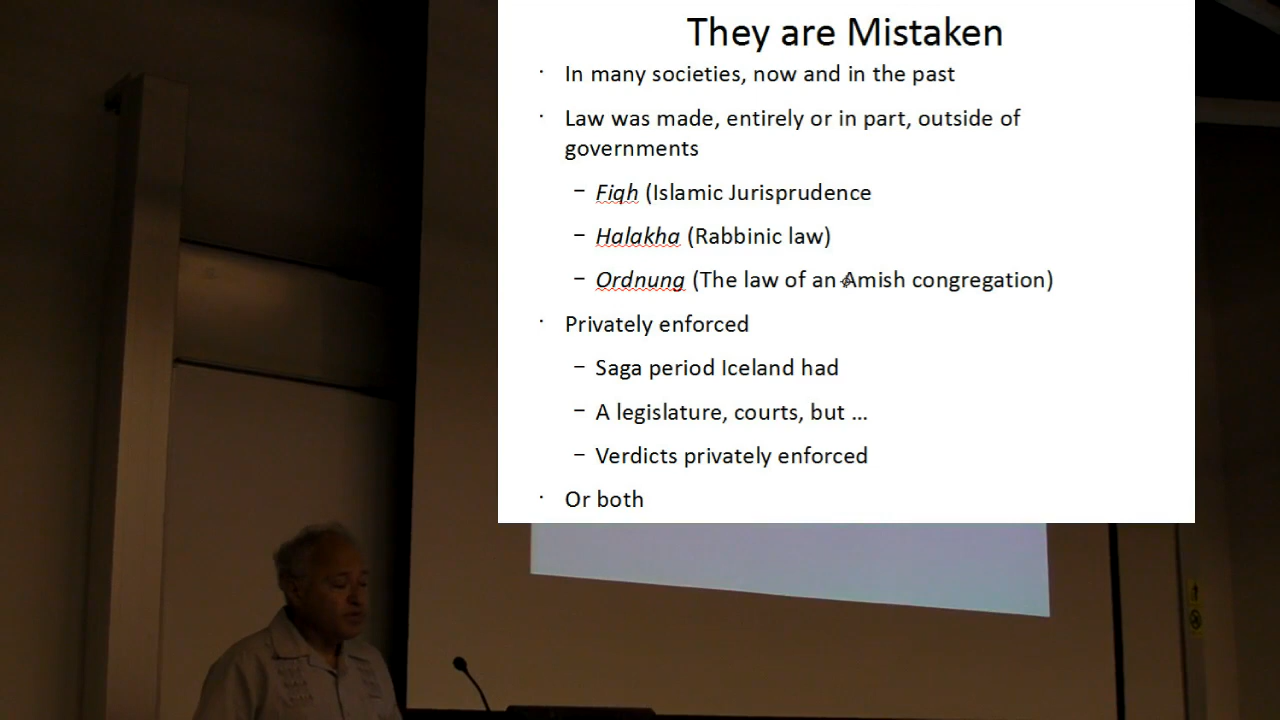 They are Mistaken
· In many societies, now and in the past
· Law was made, entirely or in part, outside of
governments
– Fiqh (Islamic Jurisprudence
– Halakha (Rabbinic law)
– Ordnung (The law of an Amish congregation)
· Privately enforced
– Saga period Iceland had
– A legislature, courts, but …
– Verdicts privately enforced
· Or both